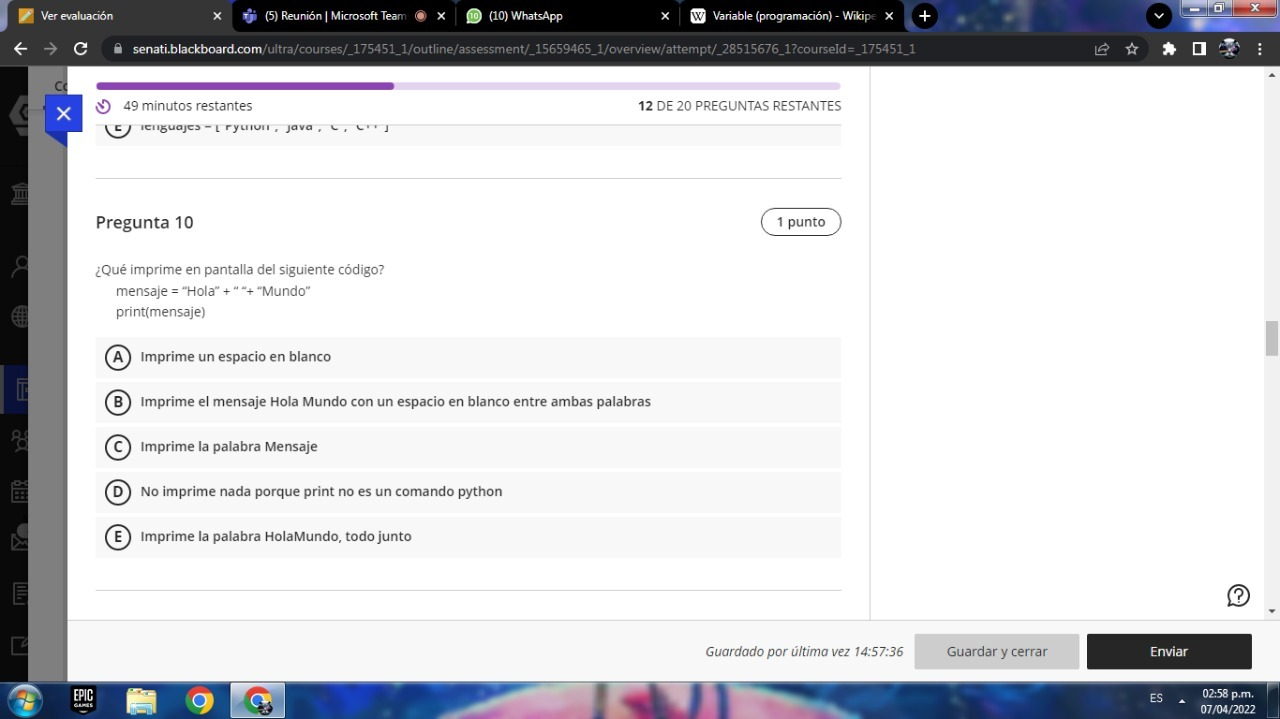 Ver evaluación
(5) Reunión | Microsoft Team
(10) WhatsApp
Variable (programación) - Wikipe
senati.blackboard.com/ultra/courses/_175451_1/outline/assessment/_15659465_1/overview/attempt/_28515676_1?courseId=_175451_1
Co
49 minutos restantes
12 DE 20 PREGUNTAS RESTANTES
E lenguajes = [ "Python", "Java", "C", "C++" ]
Pregunta 10
1 punto
¿Qué imprime en pantalla del siguiente código?
mensaje = “Hola” + “ “+ “Mundo”
print(mensaje)
A Imprime un espacio en blanco
B Imprime el mensaje Hola Mundo con un espacio en blanco entre ambas palabras
C Imprime la palabra Mensaje
D No imprime nada porque print no es un comando python
E Imprime la palabra HolaMundo, todo junto
Guardado por última vez 14:57:36
Guardar y cerrar
Enviar
EPIC
GAMES
ES
02:58 p.m.
07/04/2022